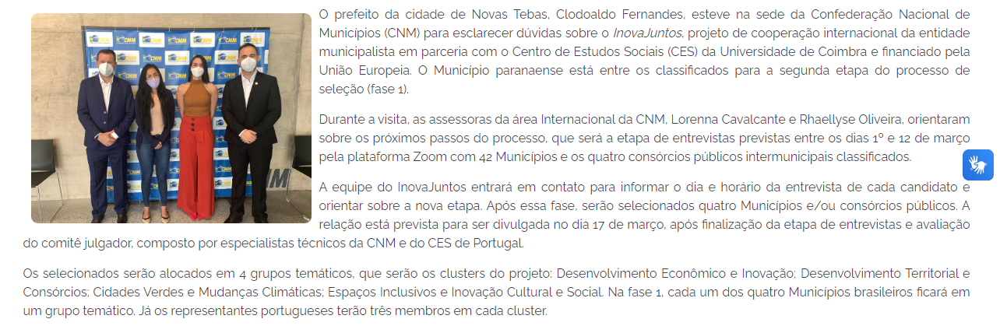 O prefeito da cidade de Novas Tebas, Clodoaldo Fernandes, esteve na sede da Confederação Nacional de
Municípios (CNM) para esclarecer dúvidas sobre o InovaJuntos, projeto de cooperação internacional da entidade
municipalista em parceria com o Centro de Estudos Sociais (CES) da Universidade de Coimbra e financiado pela
União Europeia. O Município paranaense está entre os classificados para a segunda etapa do processo de
seleção (fase 1).
Durante a visita, as assessoras da área Internacional da CNM, Lorenna Cavalcante e Rhaellyse Oliveira, orientaram
sobre os próximos passos do processo, que será a etapa de entrevistas previstas entre os dias 1º e 12 de março
pela plataforma Zoom com 42 Municípios e os quatro consórcios públicos intermunicipais classificados.
A equipe do InovaJuntos entrará em contato para informar o dia e horário da entrevista de cada candidato e
orientar sobre a nova etapa. Após essa fase, serão selecionados quatro Municípios e/ou consórcios públicos. A
relação está prevista para ser divulgada no dia 17 de março, após finalização da etapa de entrevistas e avaliação
do comitê julgador, composto por especialistas técnicos da CNM e do CES de Portugal.
Os selecionados serão alocados em 4 grupos temáticos, que serão os clusters do projeto: Desenvolvimento Econômico e Inovação; Desenvolvimento Territorial e
Consórcios; Cidades Verdes e Mudanças Climáticas; Espaços Inclusivos e Inovação Cultural e Social. Na fase 1, cada um dos quatro Municípios brasileiros ficará em
um grupo temático. Já os representantes portugueses terão três membros em cada cluster.
CNM